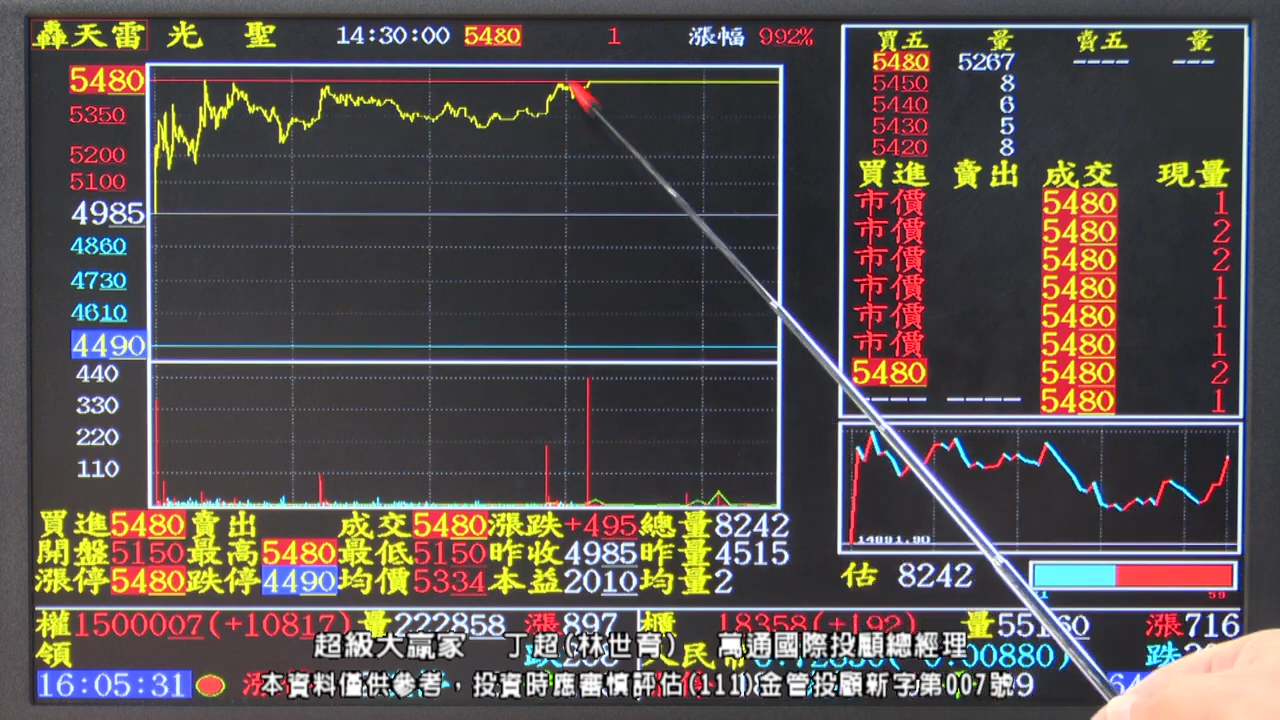 轟天雷 光 聖 14:30:00 5480 1 漲幅 992%
5480
5350
5200
5100
4985
4860
4730
4610
4490
440
330
220
110
買五 量 賣五 量
5480 5267 ---- ---
5450 8
5440 6
5430 5
5420 8
買進 賣出 成交 現量
市價 5480 1
市價 5480 2
市價 5480 2
市價 5480 1
市價 5480 1
市價 5480 1
5480 5480 2
---- ---- 5480 1
14891.90
買進5480賣出 成交5480漲跌+495總量8242
開盤5150最高5480最低5150昨收4985昨量4515
漲停5480跌停4490均價5334本益2010均量2
估 8242
59
權1500007(+10817)量222858漲897
櫃 18358(+192) 量55160漲716
領
超級大贏家 丁超(林世育) 萬通國際投顧總經理
16:05:31
本資料僅供參考,投資時應審慎評估(111)金管投顧新字第007號